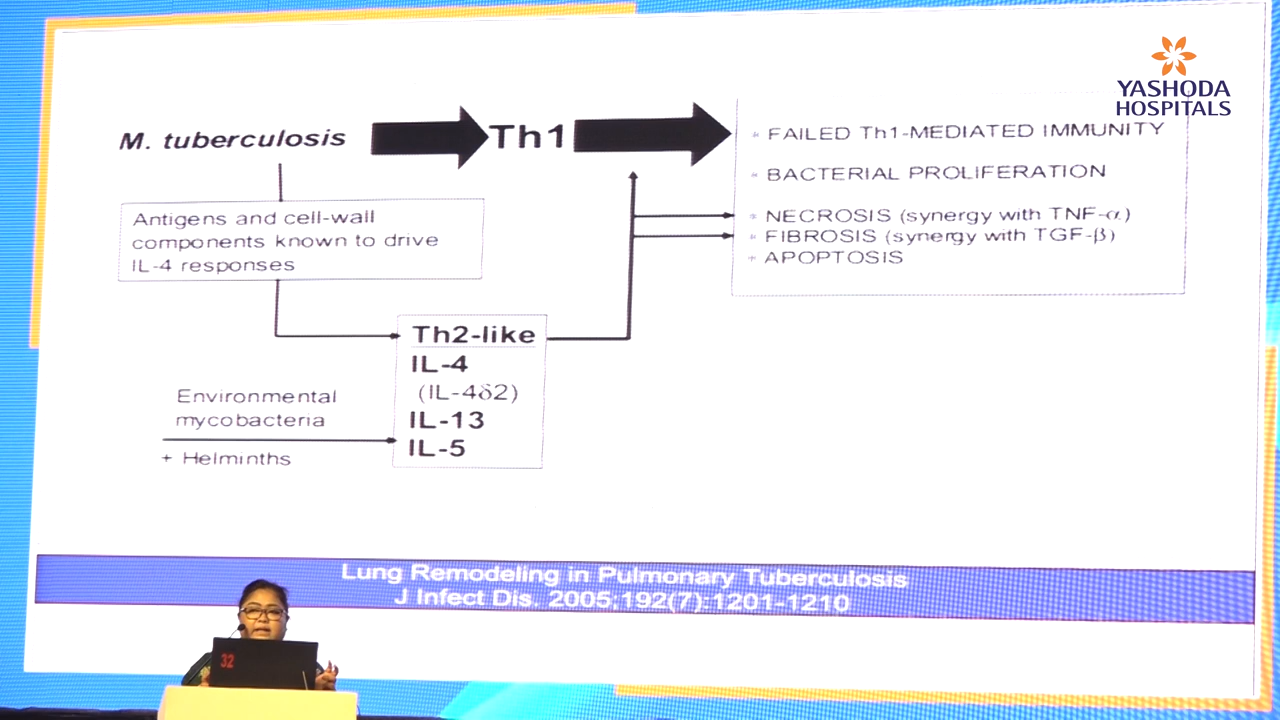 YASHODA
HOSPITALS
M. tuberculosis
Th1
* FAILED Th1-MEDIATED IMMUNITY
* BACTERIAL PROLIFERATION
* NECROSIS (synergy with TNF-α)
* FIBROSIS (synergy with TGF-β)
* APOPTOSIS
Antigens and cell-wall
components known to drive
IL-4 responses
Th2-like
IL-4
(IL-4δ2)
IL-13
IL-5
Environmental
mycobacteria
+ Helminths
Lung Remodeling in Pulmonary Tuberculosis
J Infect Dis. 2005;192(7):1201-1210
32